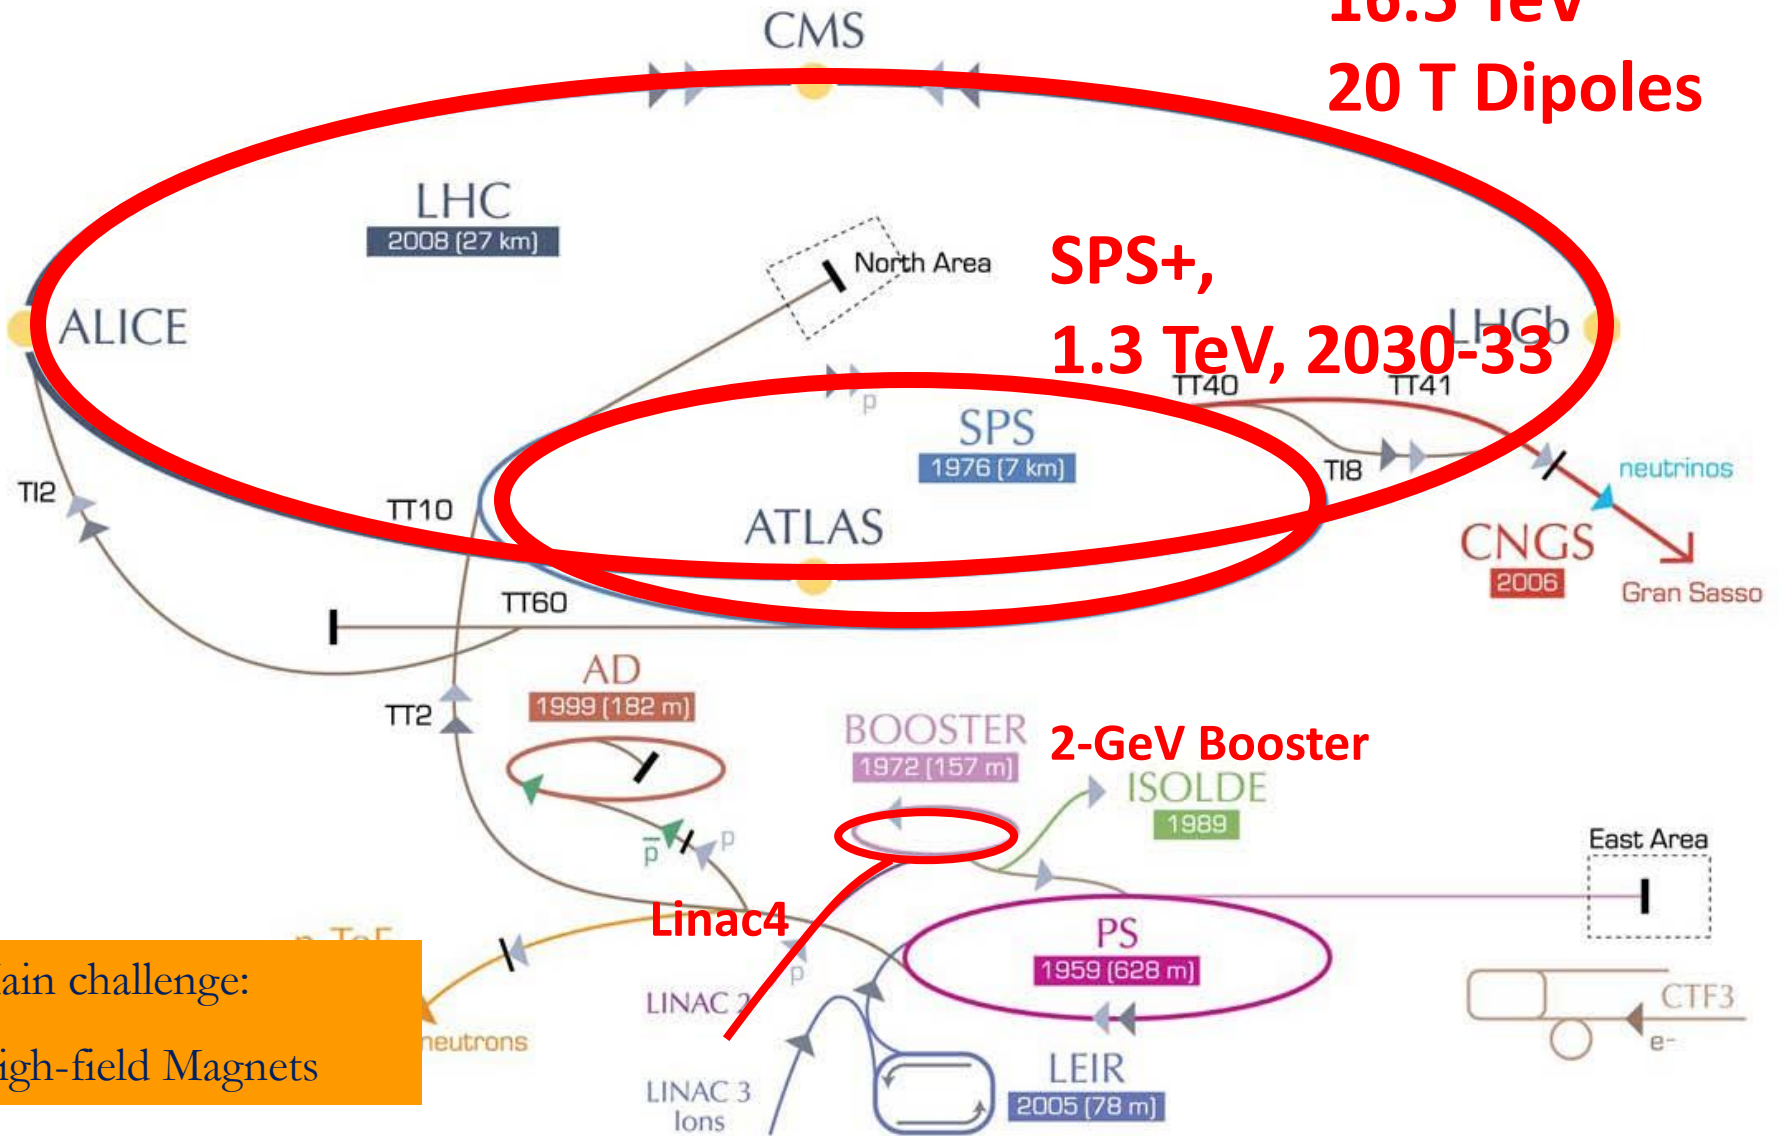 16.5 TeV
20 T Dipoles
CMS
LHC
2008 (27 km)
North Area
SPS+,
1.3 TeV, 2030-33
ALICE
LHCb
TT40
TT41
p
SPS
1976 (7 km)
TI8
neutrinos
TI2
TT10
ATLAS
CNGS
2006
Gran Sasso
TT60
AD
1999 (182 m)
TT2
BOOSTER
1972 (157 m)
2-GeV Booster
ISOLDE
1989
East Area
p
p
Linac4
PS
1959 (628 m)
p
LINAC 2
CTF3
e-
neutrons
challenge:
Magnets
LEIR
2005 (78 m)
LINAC 3
Ions